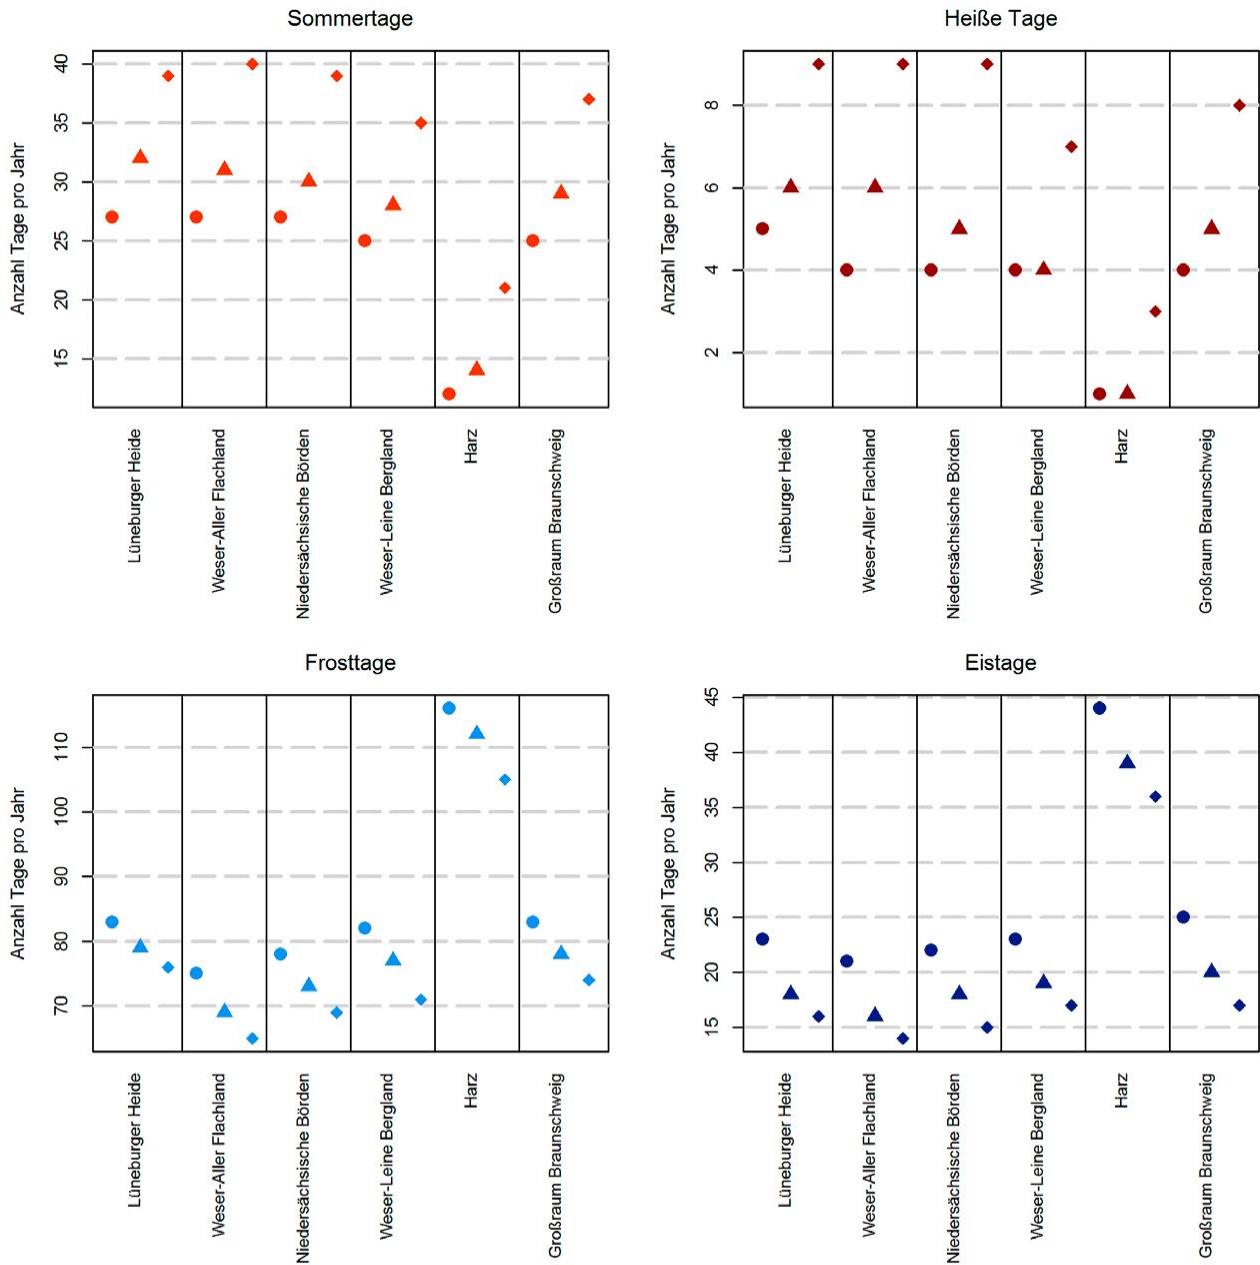 Sommertage
Anzahl Tage pro Jahr
40
35
30
25
20
15
Lüneburger Heide
Weser-Aller Flachland
Niedersächsische Börden
Weser-Leine Bergland
Harz
Großraum Braunschweig
Heiße Tage
Anzahl Tage pro Jahr
8
6
4
2
Lüneburger Heide
Weser-Aller Flachland
Niedersächsische Börden
Weser-Leine Bergland
Harz
Großraum Braunschweig
Frosttage
Anzahl Tage pro Jahr
110
100
90
80
70
Lüneburger Heide
Weser-Aller Flachland
Niedersächsische Börden
Weser-Leine Bergland
Harz
Großraum Braunschweig
Eistage
Anzahl Tage pro Jahr
45
40
35
30
25
20
15
Lüneburger Heide
Weser-Aller Flachland
Niedersächsische Börden
Weser-Leine Bergland
Harz
Großraum Braunschweig